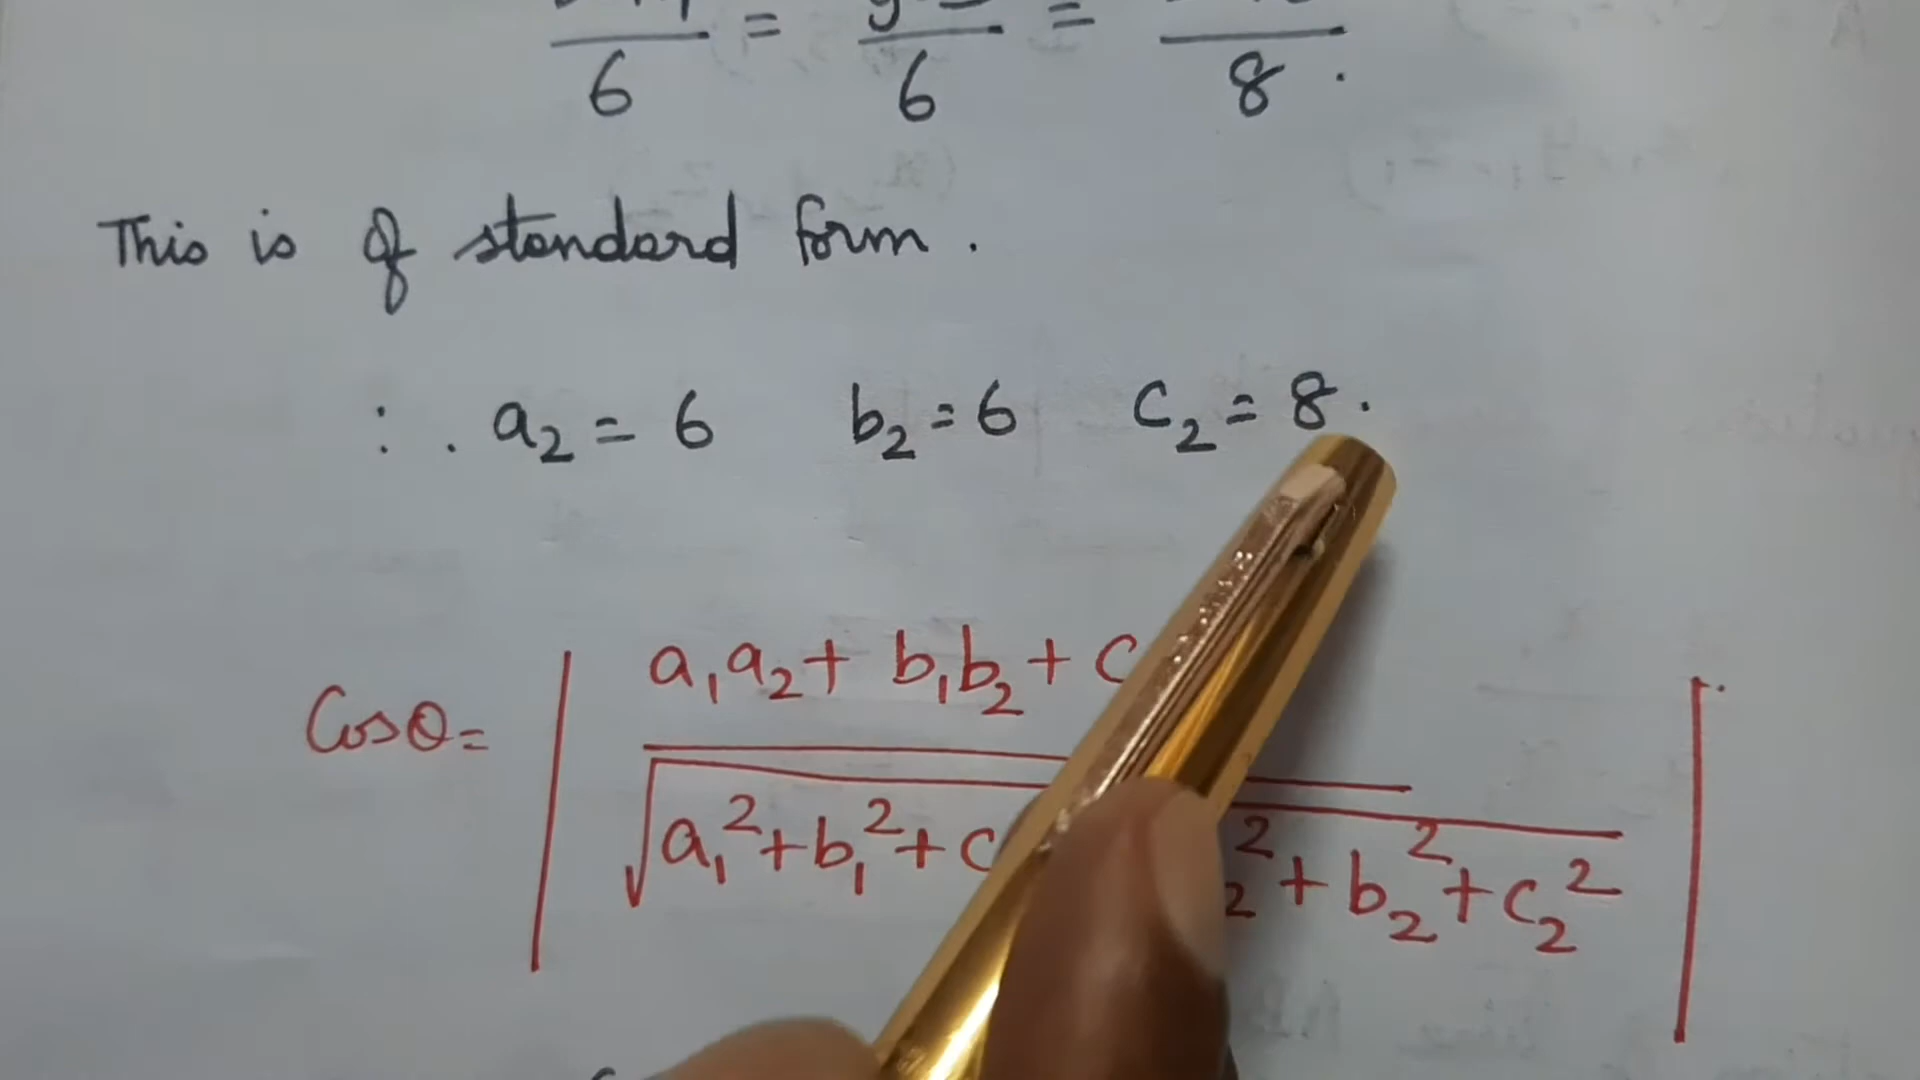 6 = 6 = 8 .
This is of standard form .
∴ a₂ = 6 b₂ = 6 c₂ = 8 .
Cosθ = | a₁a₂ + b₁b₂ + c
√a₁² + b₁² + c ₂² + b₂² + c₂² | .